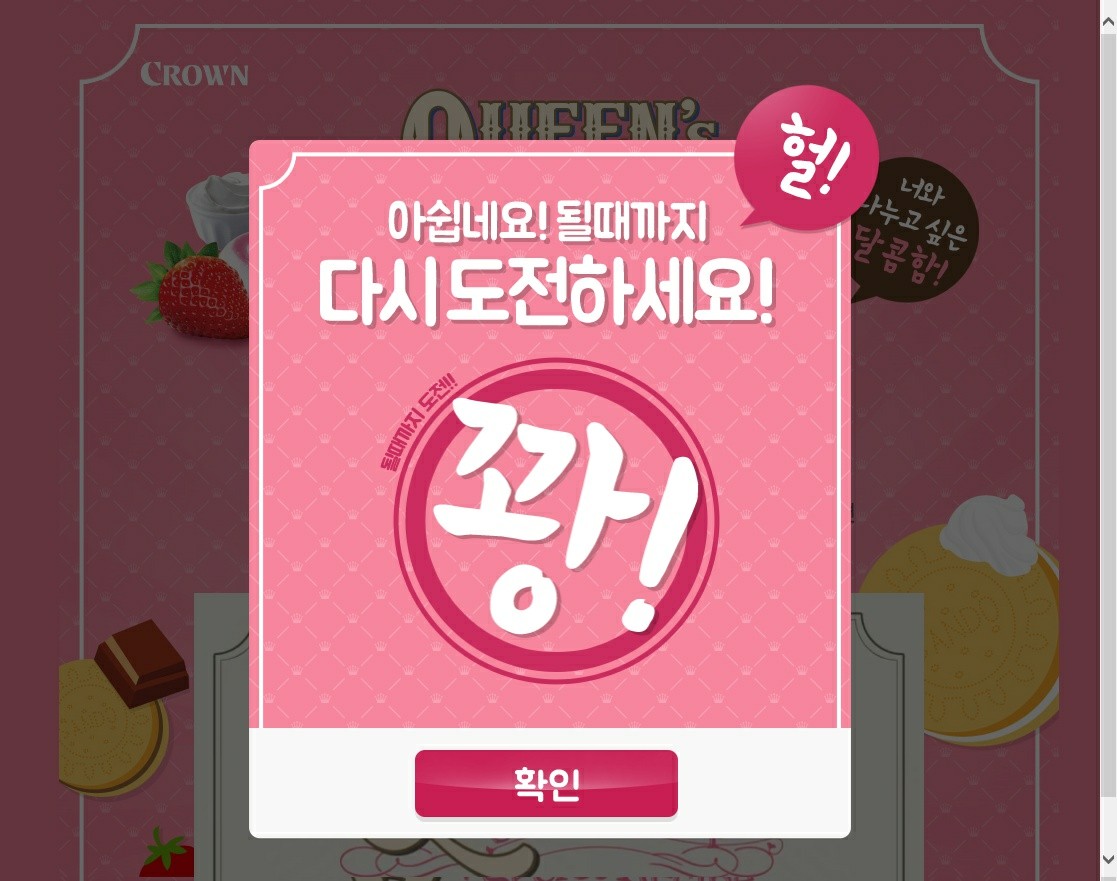 CROWN
QUEEN's
헐!
너와
나누고 싶은
달콤함!
아쉽네요! 될때까지
다시 도전하세요!
될때까지 도전!!
꽝!
확인